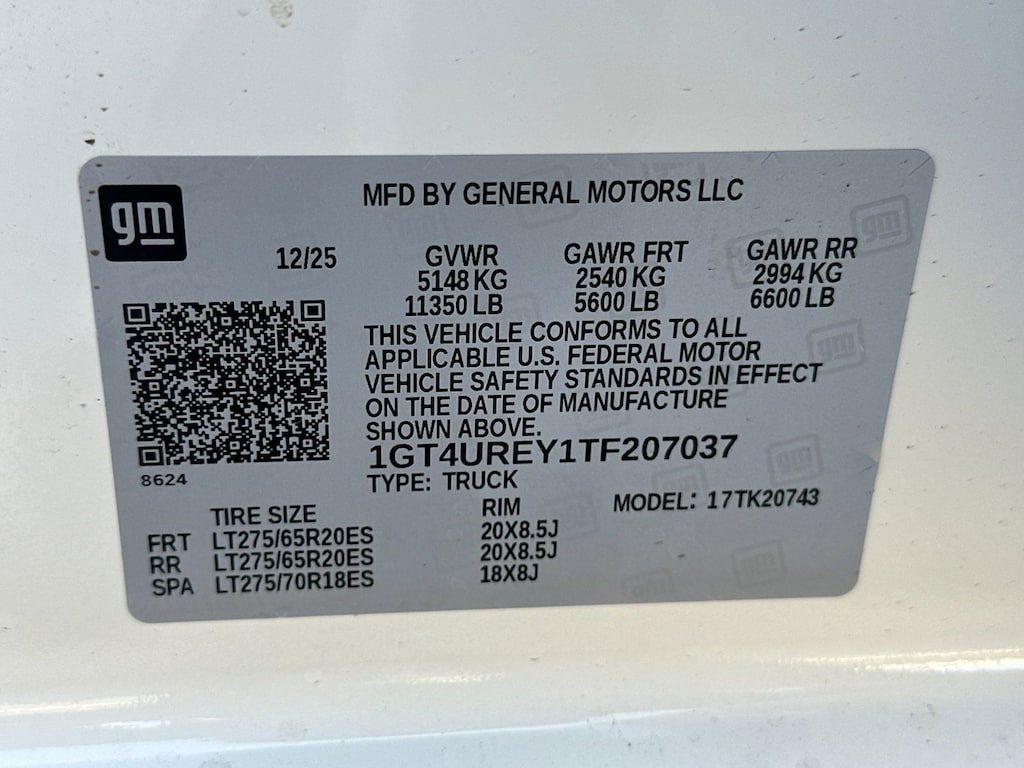 gm
MFD BY GENERAL MOTORS LLC
12/25 GVWR GAWR FRT GAWR RR
5148 KG 2540 KG 2994 KG
11350 LB 5600 LB 6600 LB
THIS VEHICLE CONFORMS TO ALL
APPLICABLE U.S. FEDERAL MOTOR
VEHICLE SAFETY STANDARDS IN EFFECT
ON THE DATE OF MANUFACTURE
SHOWN ABOVE.
1GT4UREY1TF207037
8624
TYPE: TRUCK
TIRE SIZE RIM MODEL: 17TK20743
FRT LT275/65R20ES 20X8.5J
RR LT275/65R20ES 20X8.5J
SPA LT275/70R18ES 18X8J